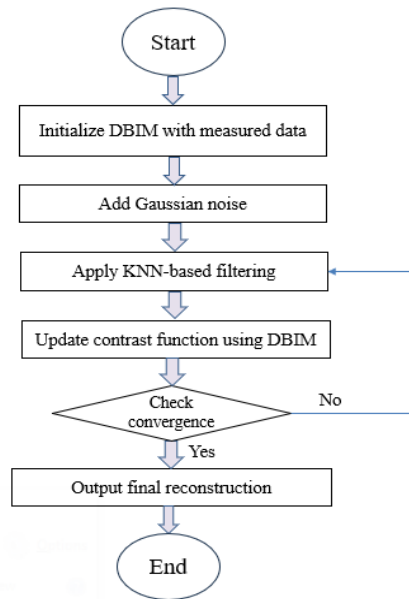 Start
Initialize DBIM with measured data
Add Gaussian noise
Apply KNN-based filtering
Update contrast function using DBIM
Check
convergence
No
Yes
Output final reconstruction
End